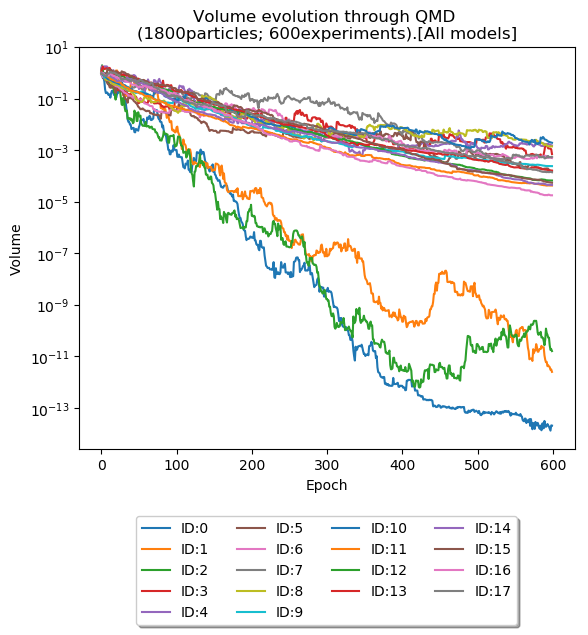 Volume evolution through QMD
(1800particles; 600experiments).[All models]
Volume
10^1
10^-1
10^-3
10^-5
10^-7
10^-9
10^-11
10^-13
0 100 200 300 400 500 600
Epoch
ID:0 ID:5 ID:10 ID:14
ID:1 ID:6 ID:11 ID:15
ID:2 ID:7 ID:12 ID:16
ID:3 ID:8 ID:13 ID:17
ID:4 ID:9